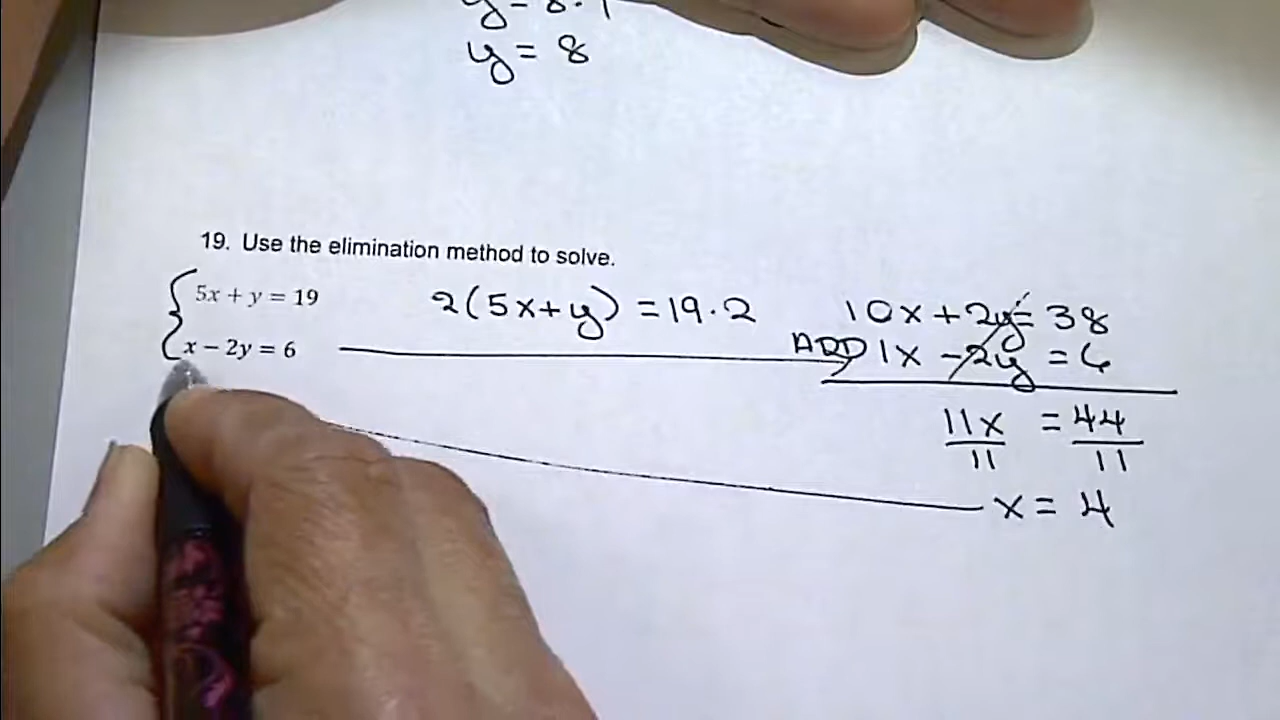 y = 8
19. Use the elimination method to solve.
5x + y = 19
2(5x+y) = 19.2
10x + 2y = 38
x − 2y = 6
ADD 1x − 2y = 6
11x = 44
11 11
x = 4